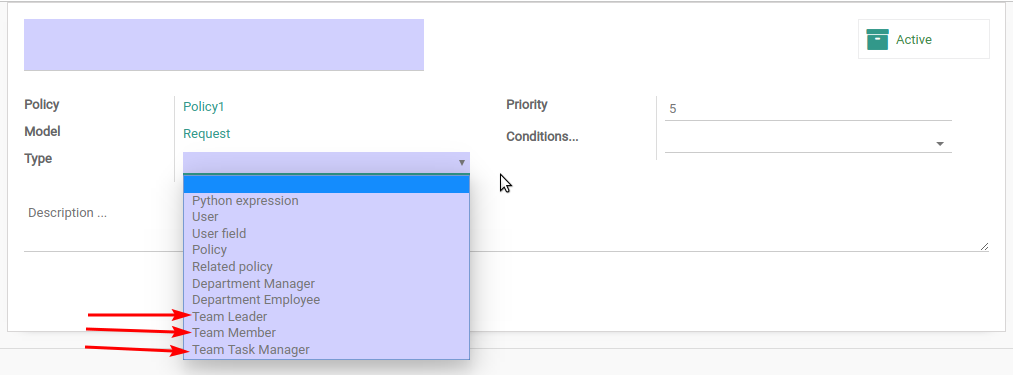 Active
Policy Policy1
Model Request
Type
Priority 5
Conditions...
Description ...
Python expression
User
User field
Policy
Related policy
Department Manager
Department Employee
Team Leader
Team Member
Team Task Manager